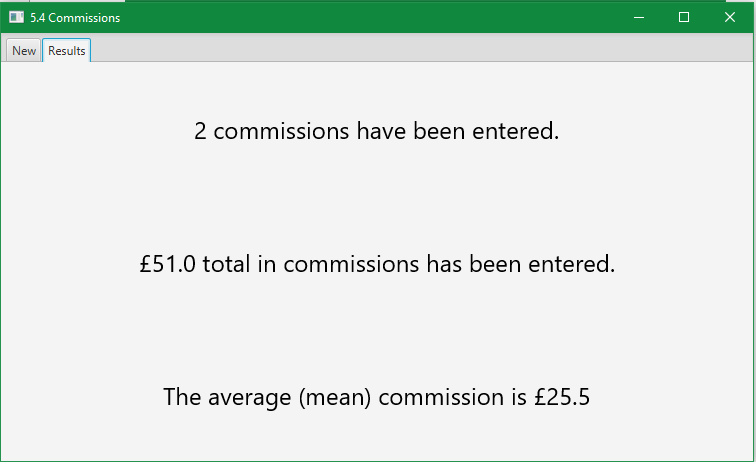 5.4 Commissions
New Results
2 commissions have been entered.
£51.0 total in commissions has been entered.
The average (mean) commission is £25.5